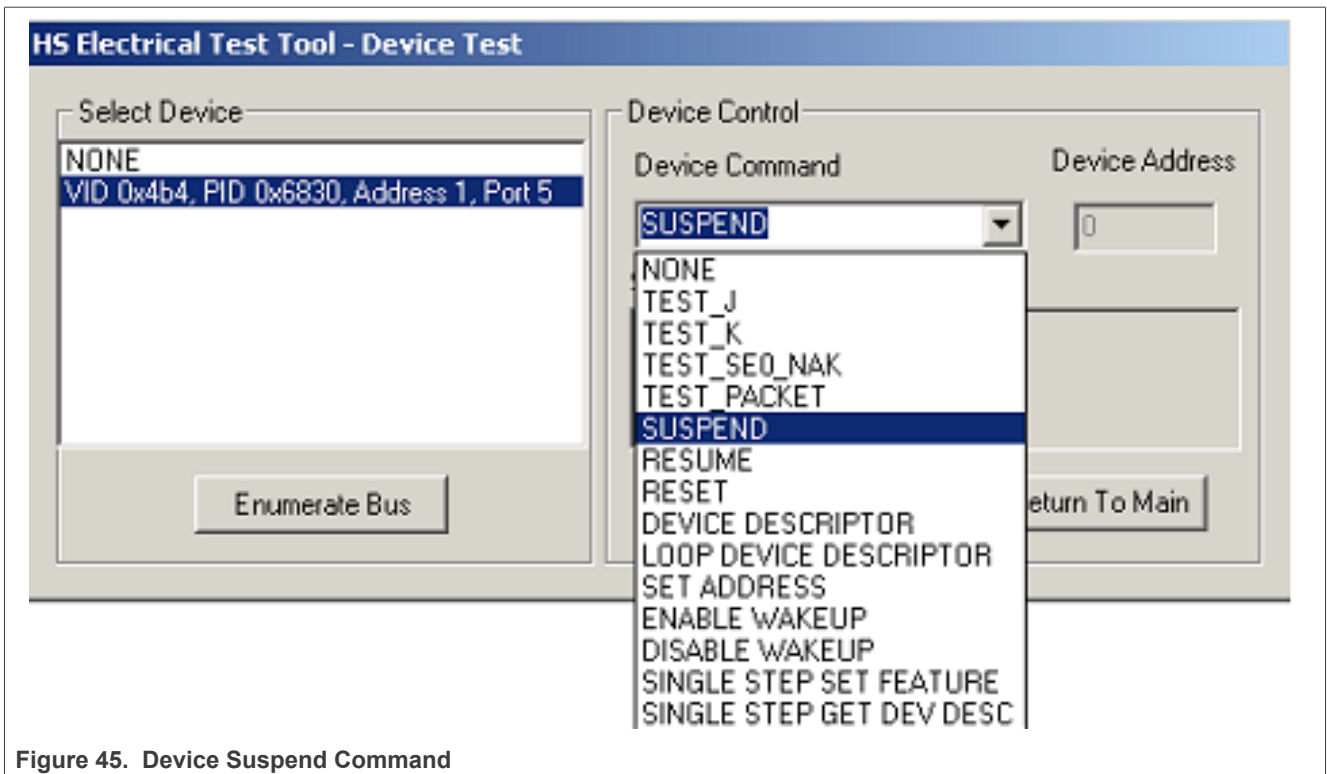 HS Electrical Test Tool - Device Test
Select Device
NONE
VID 0x4b4, PID 0x6830, Address 1, Port 5
Enumerate Bus
Device Control
Device Command
Device Address
SUSPEND
0
NONE
TEST_J
TEST_K
TEST_SE0_NAK
TEST_PACKET
SUSPEND
RESUME
RESET
DEVICE DESCRIPTOR
LOOP DEVICE DESCRIPTOR
SET ADDRESS
ENABLE WAKEUP
DISABLE WAKEUP
SINGLE STEP SET FEATURE
SINGLE STEP GET DEV DESC
eturn To Main
Figure 45. Device Suspend Command